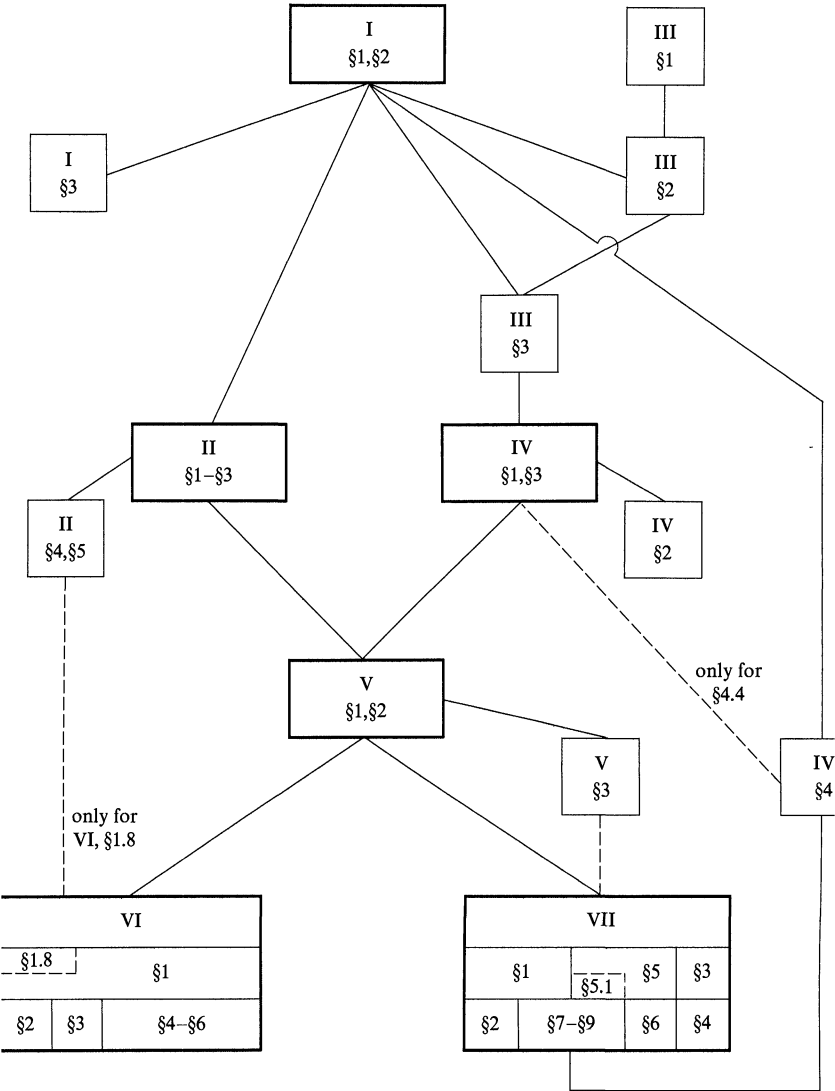 I
§1,§2
III
§1
I
§3
III
§2
III
§3
II
§1–§3
IV
§1,§3
II
§4,§5
IV
§2
only for
§4.4
V
§1,§2
V
§3
IV
§4
only for
VI, §1.8
VI
§1.8
§1
§2
§3
§4–§6
VII
§1
§5
§3
§5.1
§2
§7–§9
§6
§4